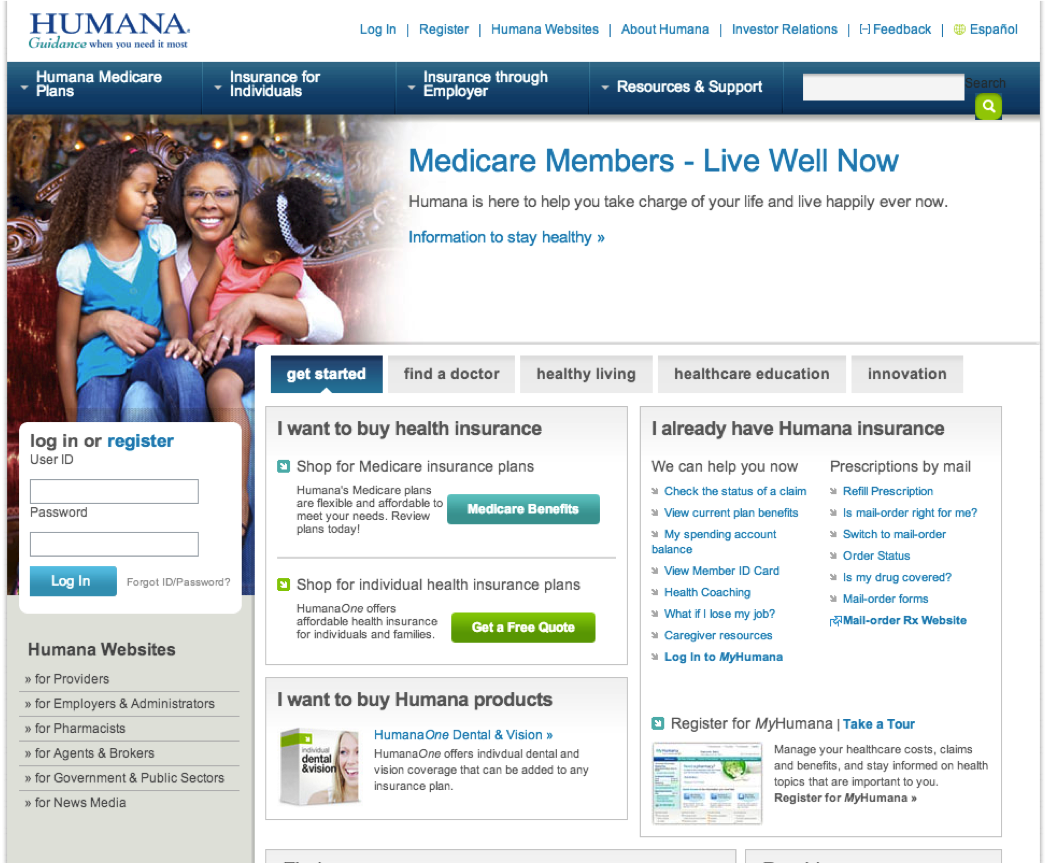 HUMANA.
Guidance when you need it most
Log In | Register | Humana Websites | About Humana | Investor Relations | [–] Feedback | Español
Humana Medicare
Plans
Insurance for
Individuals
Insurance through
Employer
Resources & Support
Search
Medicare Members - Live Well Now
Humana is here to help you take charge of your life and live happily ever now.
Information to stay healthy »
get started
find a doctor
healthy living
healthcare education
innovation
log in or register
User ID
Password
Log In
Forgot ID/Password?
Humana Websites
» for Providers
» for Employers & Administrators
» for Pharmacists
» for Agents & Brokers
» for Government & Public Sectors
» for News Media
I want to buy health insurance
Shop for Medicare insurance plans
Humana's Medicare plans
are flexible and affordable to
meet your needs. Review
plans today!
Medicare Benefits
Shop for individual health insurance plans
HumanaOne offers
affordable health insurance
for individuals and families.
Get a Free Quote
I want to buy Humana products
individual
dental
&vision
HumanaOne Dental & Vision »
HumanaOne offers indivdual dental and
vision coverage that can be added to any
insurance plan.
I already have Humana insurance
We can help you now
Check the status of a claim
View current plan benefits
My spending account
balance
View Member ID Card
Health Coaching
What if I lose my job?
Caregiver resources
Log In to MyHumana
Prescriptions by mail
Refill Prescription
Is mail-order right for me?
Switch to mail-order
Order Status
Is my drug covered?
Mail-order forms
Mail-order Rx Website
Register for MyHumana | Take a Tour
Manage your healthcare costs, claims
and benefits, and stay informed on health
topics that are important to you.
Register for MyHumana »